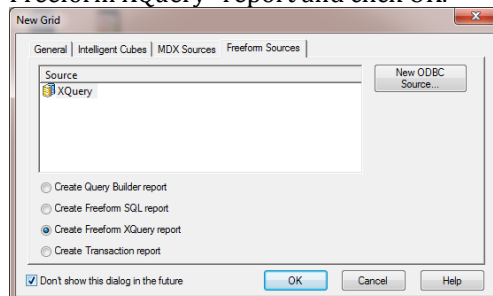 Freeform XQuery" report and click OK.
New Grid
General | Intelligent Cubes | MDX Sources | Freeform Sources
Source
XQuery
New ODBC
Source...
Create Query Builder report
Create Freeform SQL report
Create Freeform XQuery report
Create Transaction report
Don't show this dialog in the future
OK
Cancel
Help